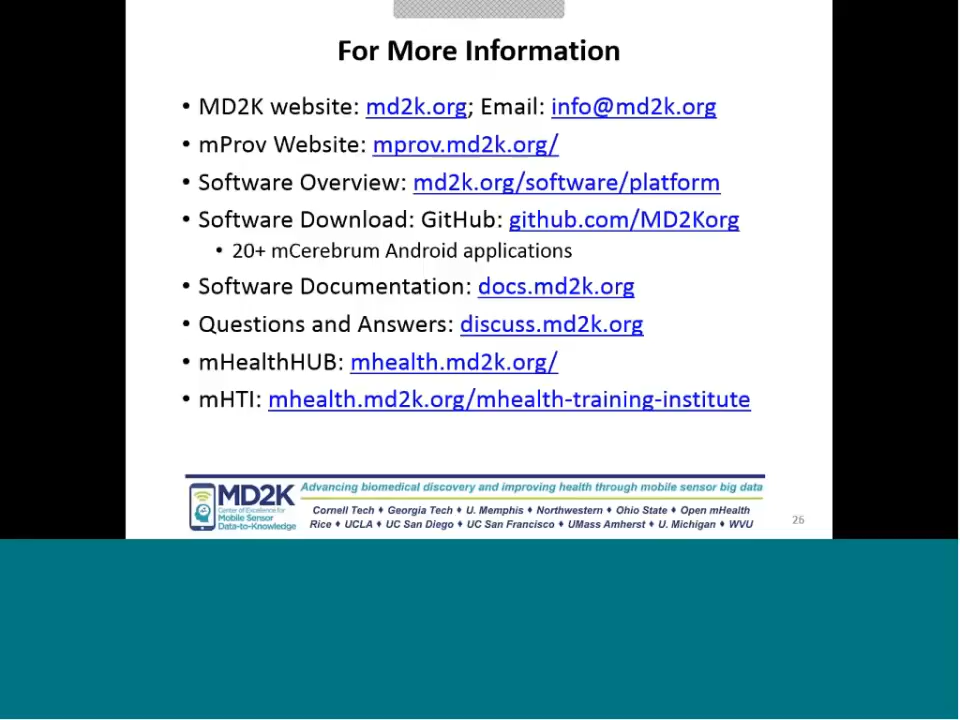 For More Information
• MD2K website: md2k.org; Email: info@md2k.org
• mProv Website: mprov.md2k.org/
• Software Overview: md2k.org/software/platform
• Software Download: GitHub: github.com/MD2Korg
• 20+ mCerebrum Android applications
• Software Documentation: docs.md2k.org
• Questions and Answers: discuss.md2k.org
• mHealthHUB: mhealth.md2k.org/
• mHTI: mhealth.md2k.org/mhealth-training-institute
MD2K
Center of Excellence for
Mobile Sensor
Data-to-Knowledge
Advancing biomedical discovery and improving health through mobile sensor big data
Cornell Tech ♦ Georgia Tech ♦ U. Memphis ♦ Northwestern ♦ Ohio State ♦ Open mHealth
Rice ♦ UCLA ♦ UC San Diego ♦ UC San Francisco ♦ UMass Amherst ♦ U. Michigan ♦ WVU
26